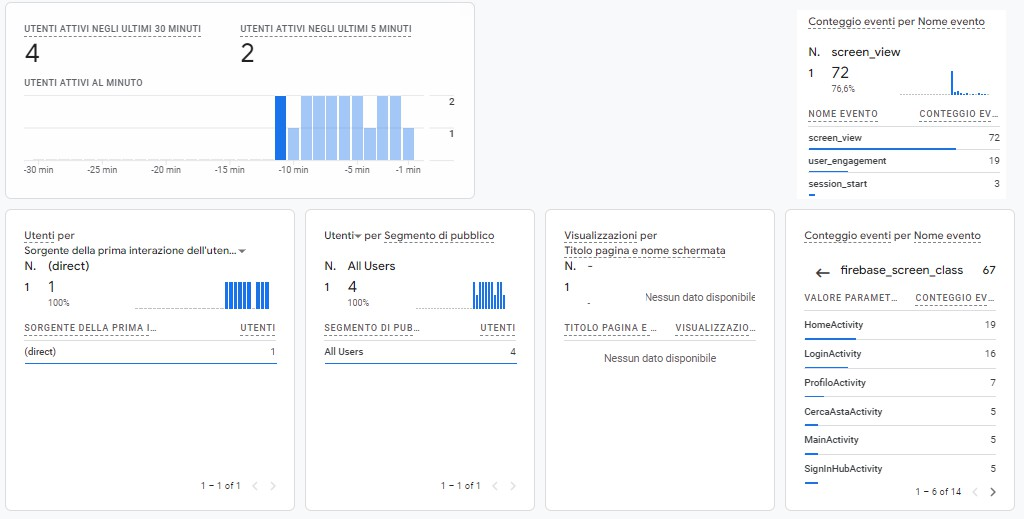 UTENTI ATTIVI NEGLI ULTIMI 30 MINUTI
4
UTENTI ATTIVI NEGLI ULTIMI 5 MINUTI
2
UTENTI ATTIVI AL MINUTO
2
1
-30 min -25 min -20 min -15 min -10 min -5 min -1 min
Conteggio eventi per Nome evento
N. screen_view
1 72
76,6%
NOME EVENTO CONTEGGIO EV...
screen_view 72
user_engagement 19
session_start 3
Utenti per
Sorgente della prima interazione dell'uten...
N. (direct)
1 1
100%
SORGENTE DELLA PRIMA I... UTENTI
(direct) 1
1 – 1 of 1
Utenti per Segmento di pubblico
N. All Users
1 4
100%
SEGMENTO DI PUB... UTENTI
All Users 4
1 – 1 of 1
Visualizzazioni per
Titolo pagina e nome schermata
N. -
1
-
Nessun dato disponibile
TITOLO PAGINA E ... VISUALIZZAZIO...
Nessun dato disponibile
Conteggio eventi per Nome evento
← firebase_screen_class 67
VALORE PARAMET... CONTEGGIO EV...
HomeActivity 19
LoginActivity 16
ProfiloActivity 7
CercaAstaActivity 5
MainActivity 5
SignInHubActivity 5
1 – 6 of 14